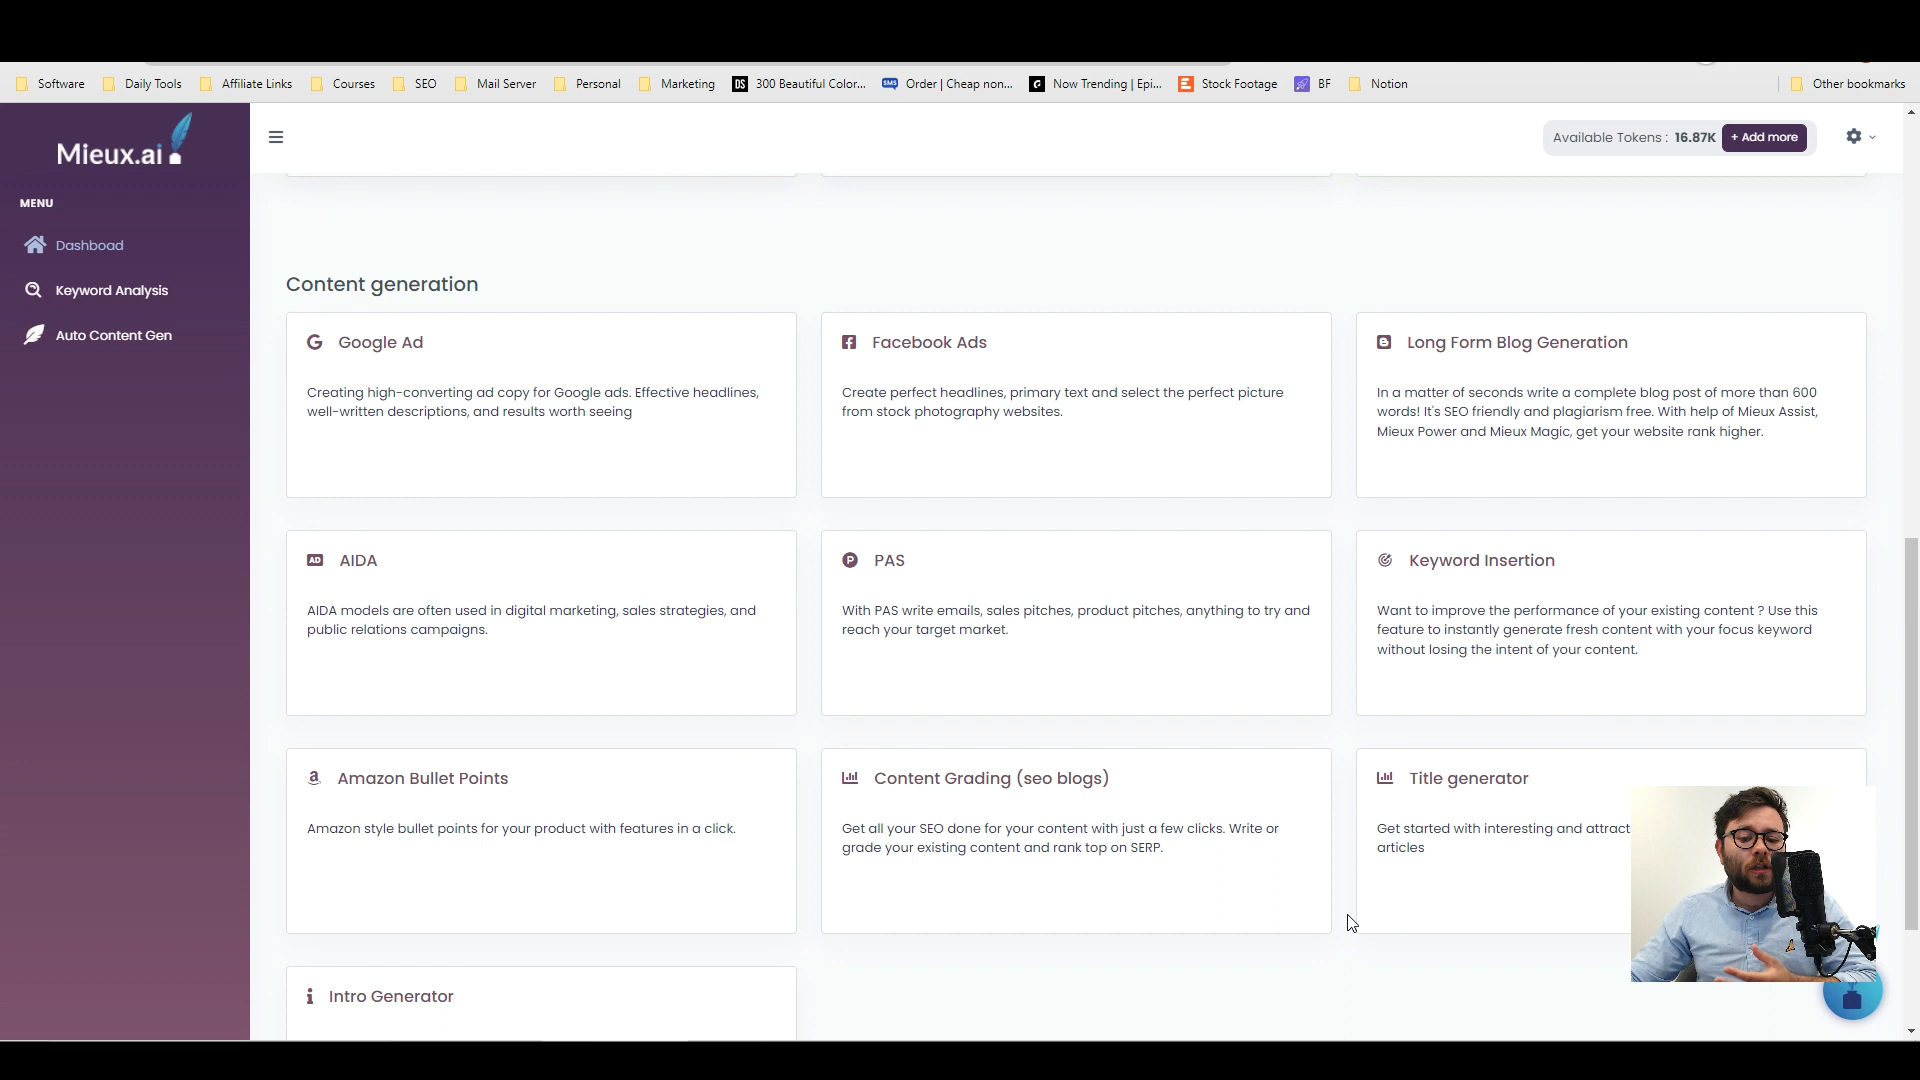 Software
Daily Tools
Affiliate Links
Courses
SEO
Mail Server
Personal
Marketing
DS
300 Beautiful Color...
SMS
Order | Cheap non...
Now Trending | Epi...
Stock Footage
BF
Notion
Other bookmarks
Mieux.ai
Available Tokens : 16.87K
+ Add more
MENU
Dashboad
Keyword Analysis
Auto Content Gen
Content generation
Google Ad
Creating high-converting ad copy for Google ads. Effective headlines,
well-written descriptions, and results worth seeing
Facebook Ads
Create perfect headlines, primary text and select the perfect picture
from stock photography websites.
Long Form Blog Generation
In a matter of seconds write a complete blog post of more than 600
words! It's SEO friendly and plagiarism free. With help of Mieux Assist,
Mieux Power and Mieux Magic, get your website rank higher.
AD
AIDA
AIDA models are often used in digital marketing, sales strategies, and
public relations campaigns.
PAS
With PAS write emails, sales pitches, product pitches, anything to try and
reach your target market.
Keyword Insertion
Want to improve the performance of your existing content ? Use this
feature to instantly generate fresh content with your focus keyword
without losing the intent of your content.
Amazon Bullet Points
Amazon style bullet points for your product with features in a click.
Content Grading (seo blogs)
Get all your SEO done for your content with just a few clicks. Write or
grade your existing content and rank top on SERP.
Title generator
Get started with interesting and attract
articles
Intro Generator